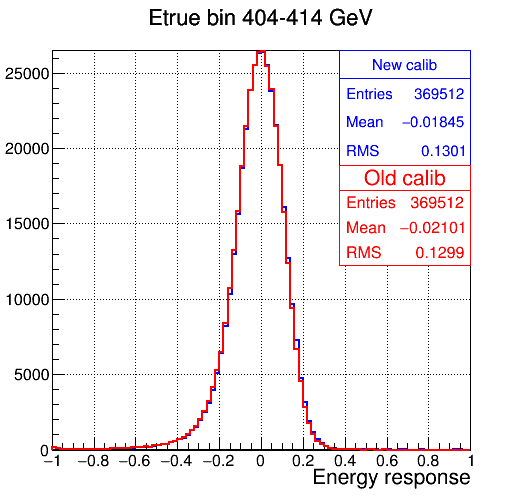 Etrue bin 404-414 GeV
New calib
Entries 369512
Mean −0.01845
RMS 0.1301
Old calib
Entries 369512
Mean −0.02101
RMS 0.1299
25000
20000
15000
10000
5000
0
−1 −0.8 −0.6 −0.4 −0.2 0 0.2 0.4 0.6 0.8 1
Energy response